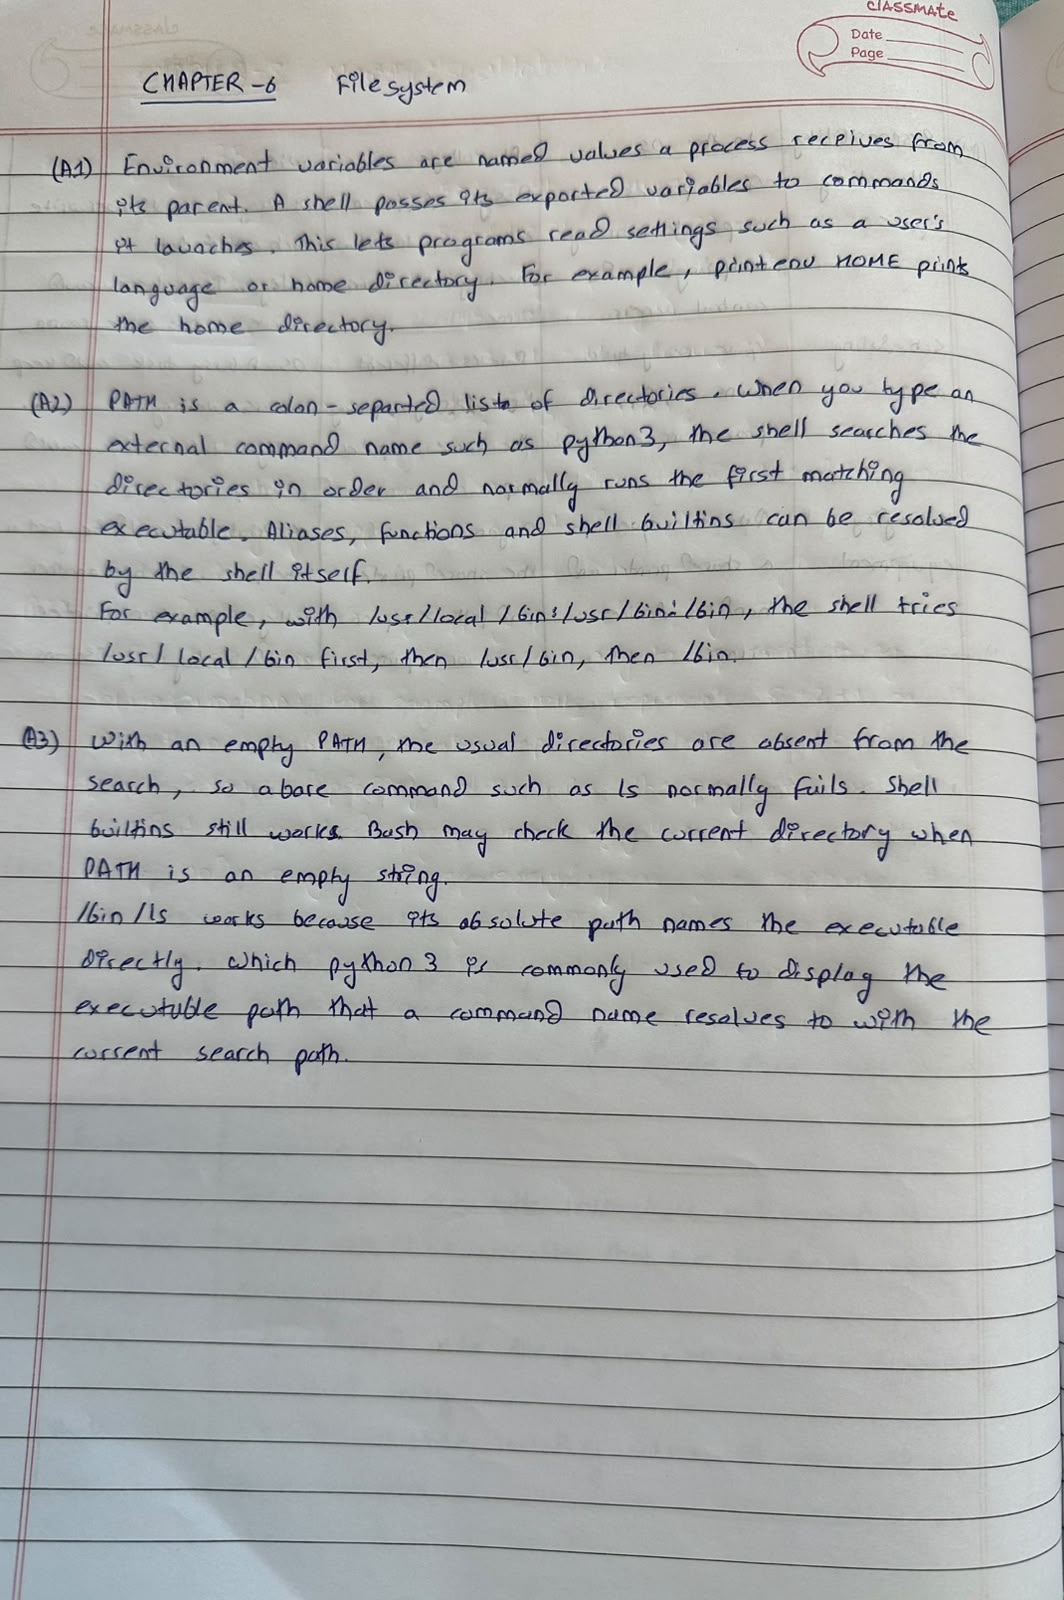 classmate
Date
Page
CHAPTER -6 Filesystem
(A1) Environment variables are named values a process receives from
its parent. A shell passes its exported variables to commands
it launches. This lets programs read settings such as a user's
language or home directory. For example, printenv HOME prints
the home directory.
(A2) PATH is a colon-separted list of directories. When you type an
external command name such as python3, the shell searches the
directories in order and normally runs the first matching
executable. Aliases, functions and shell builtins can be resolved
by the shell itself.
For example, with /usr/local/bin:/usr/bin:/bin, the shell tries
/usr/local/bin first, then /usr/bin, then /bin.
(A3) With an empty PATH, the usual directories are absent from the
search, so a bare command such as ls normally fails. Shell
builtins still works. Bash may check the current directory when
PATH is an empty string.
/bin/ls works because its absolute path names the executable
directly. which python3 is commonly used to display the
executable path that a command name resolves to with the
current search path.